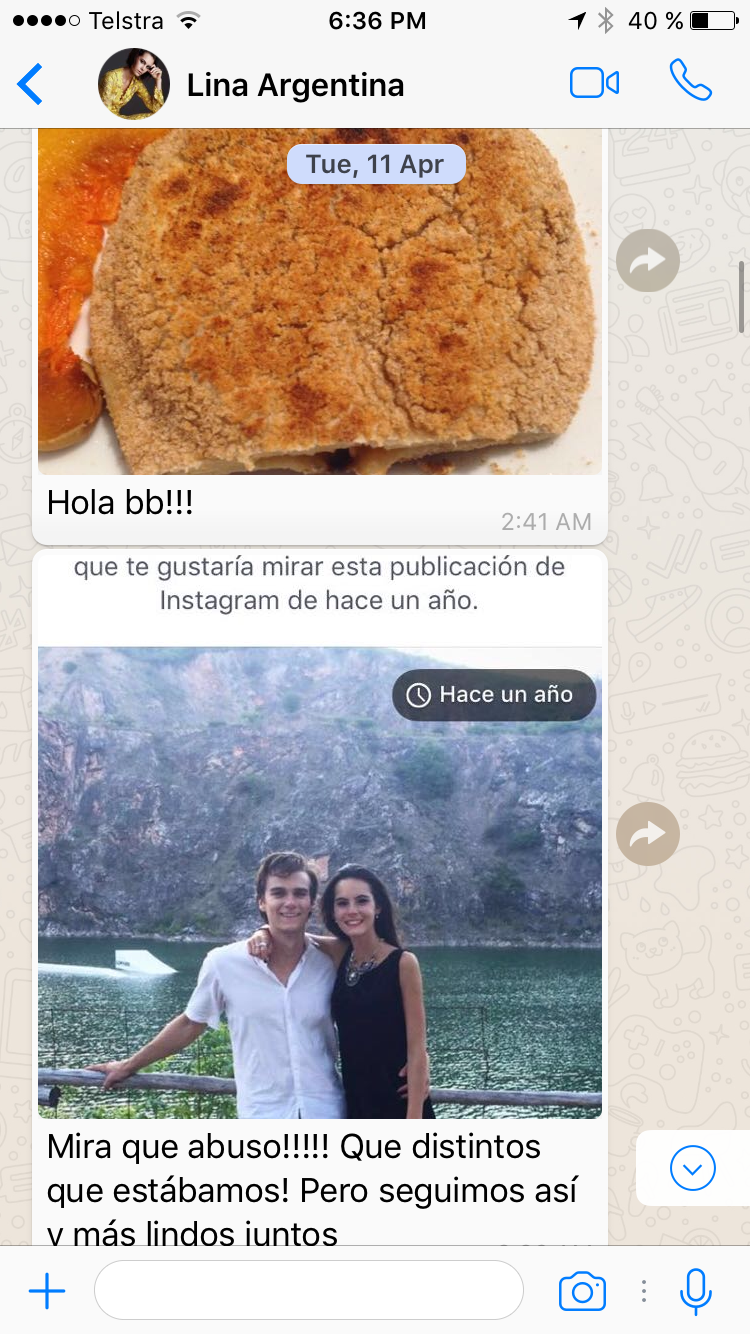 Telstra 6:36 PM 40 %
Lina Argentina
Tue, 11 Apr
Hola bb!!!
2:41 AM
que te gustaría mirar esta publicación de
Instagram de hace un año.
Hace un año
Mira que abuso!!!!! Que distintos
que estábamos! Pero seguimos así
y más lindos juntos